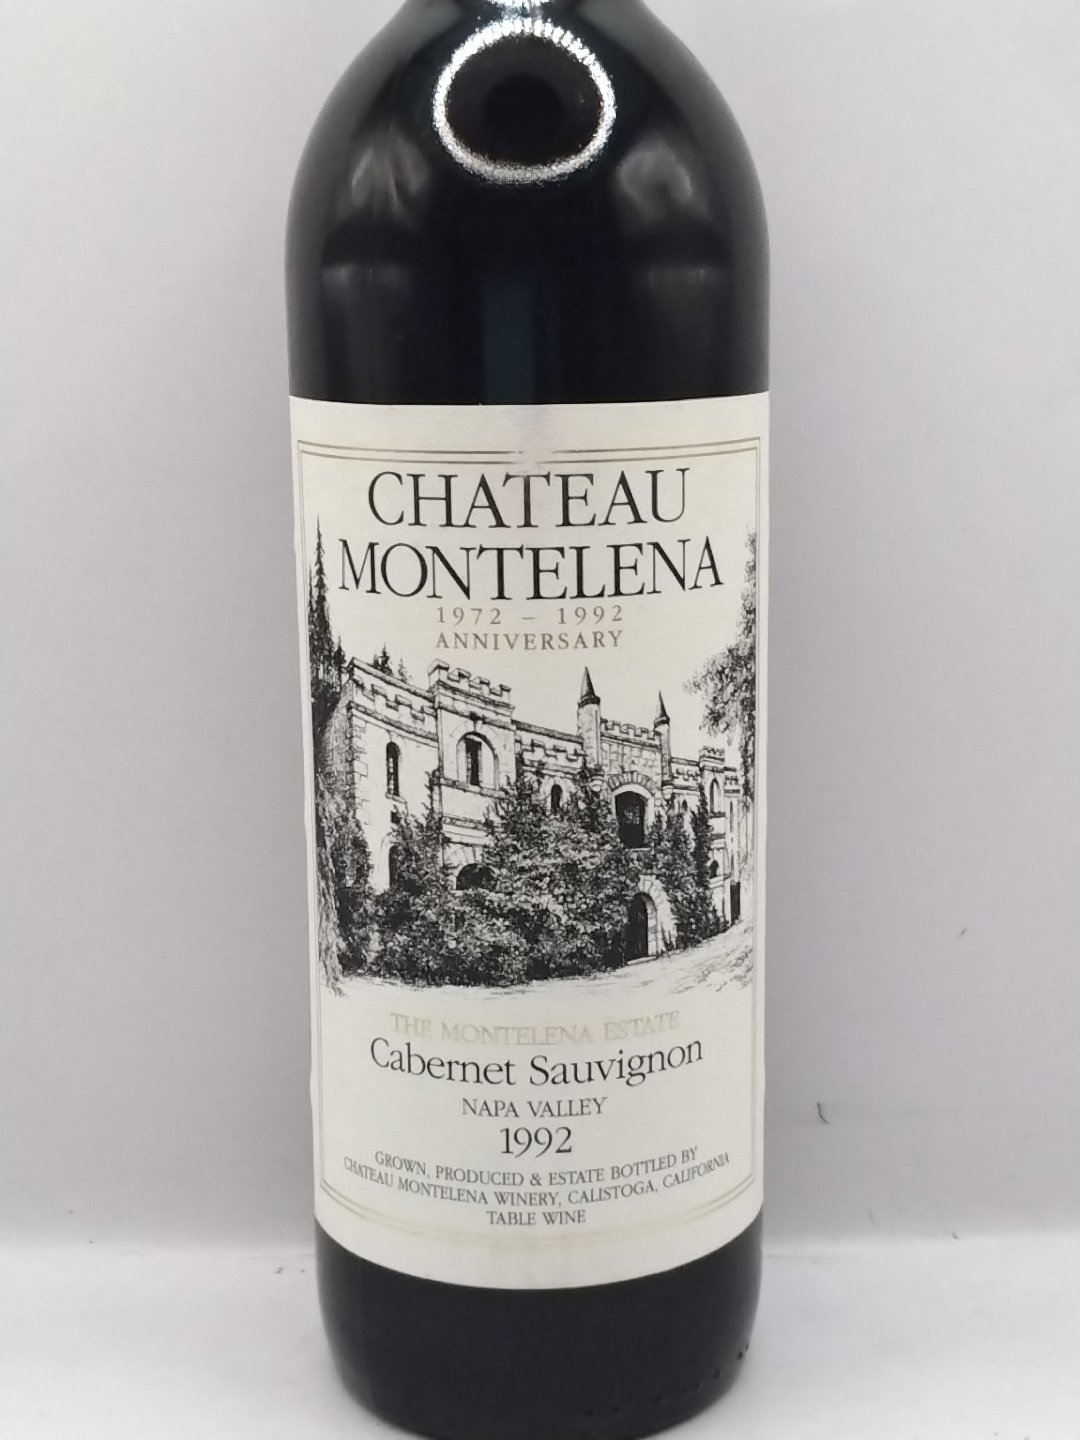 CHATEAU
MONTELENA
1972 – 1992
ANNIVERSARY
THE MONTELENA ESTATE
Cabernet Sauvignon
NAPA VALLEY
1992
GROWN, PRODUCED & ESTATE BOTTLED BY
CHATEAU MONTELENA WINERY, CALISTOGA, CALIFORNIA
TABLE WINE